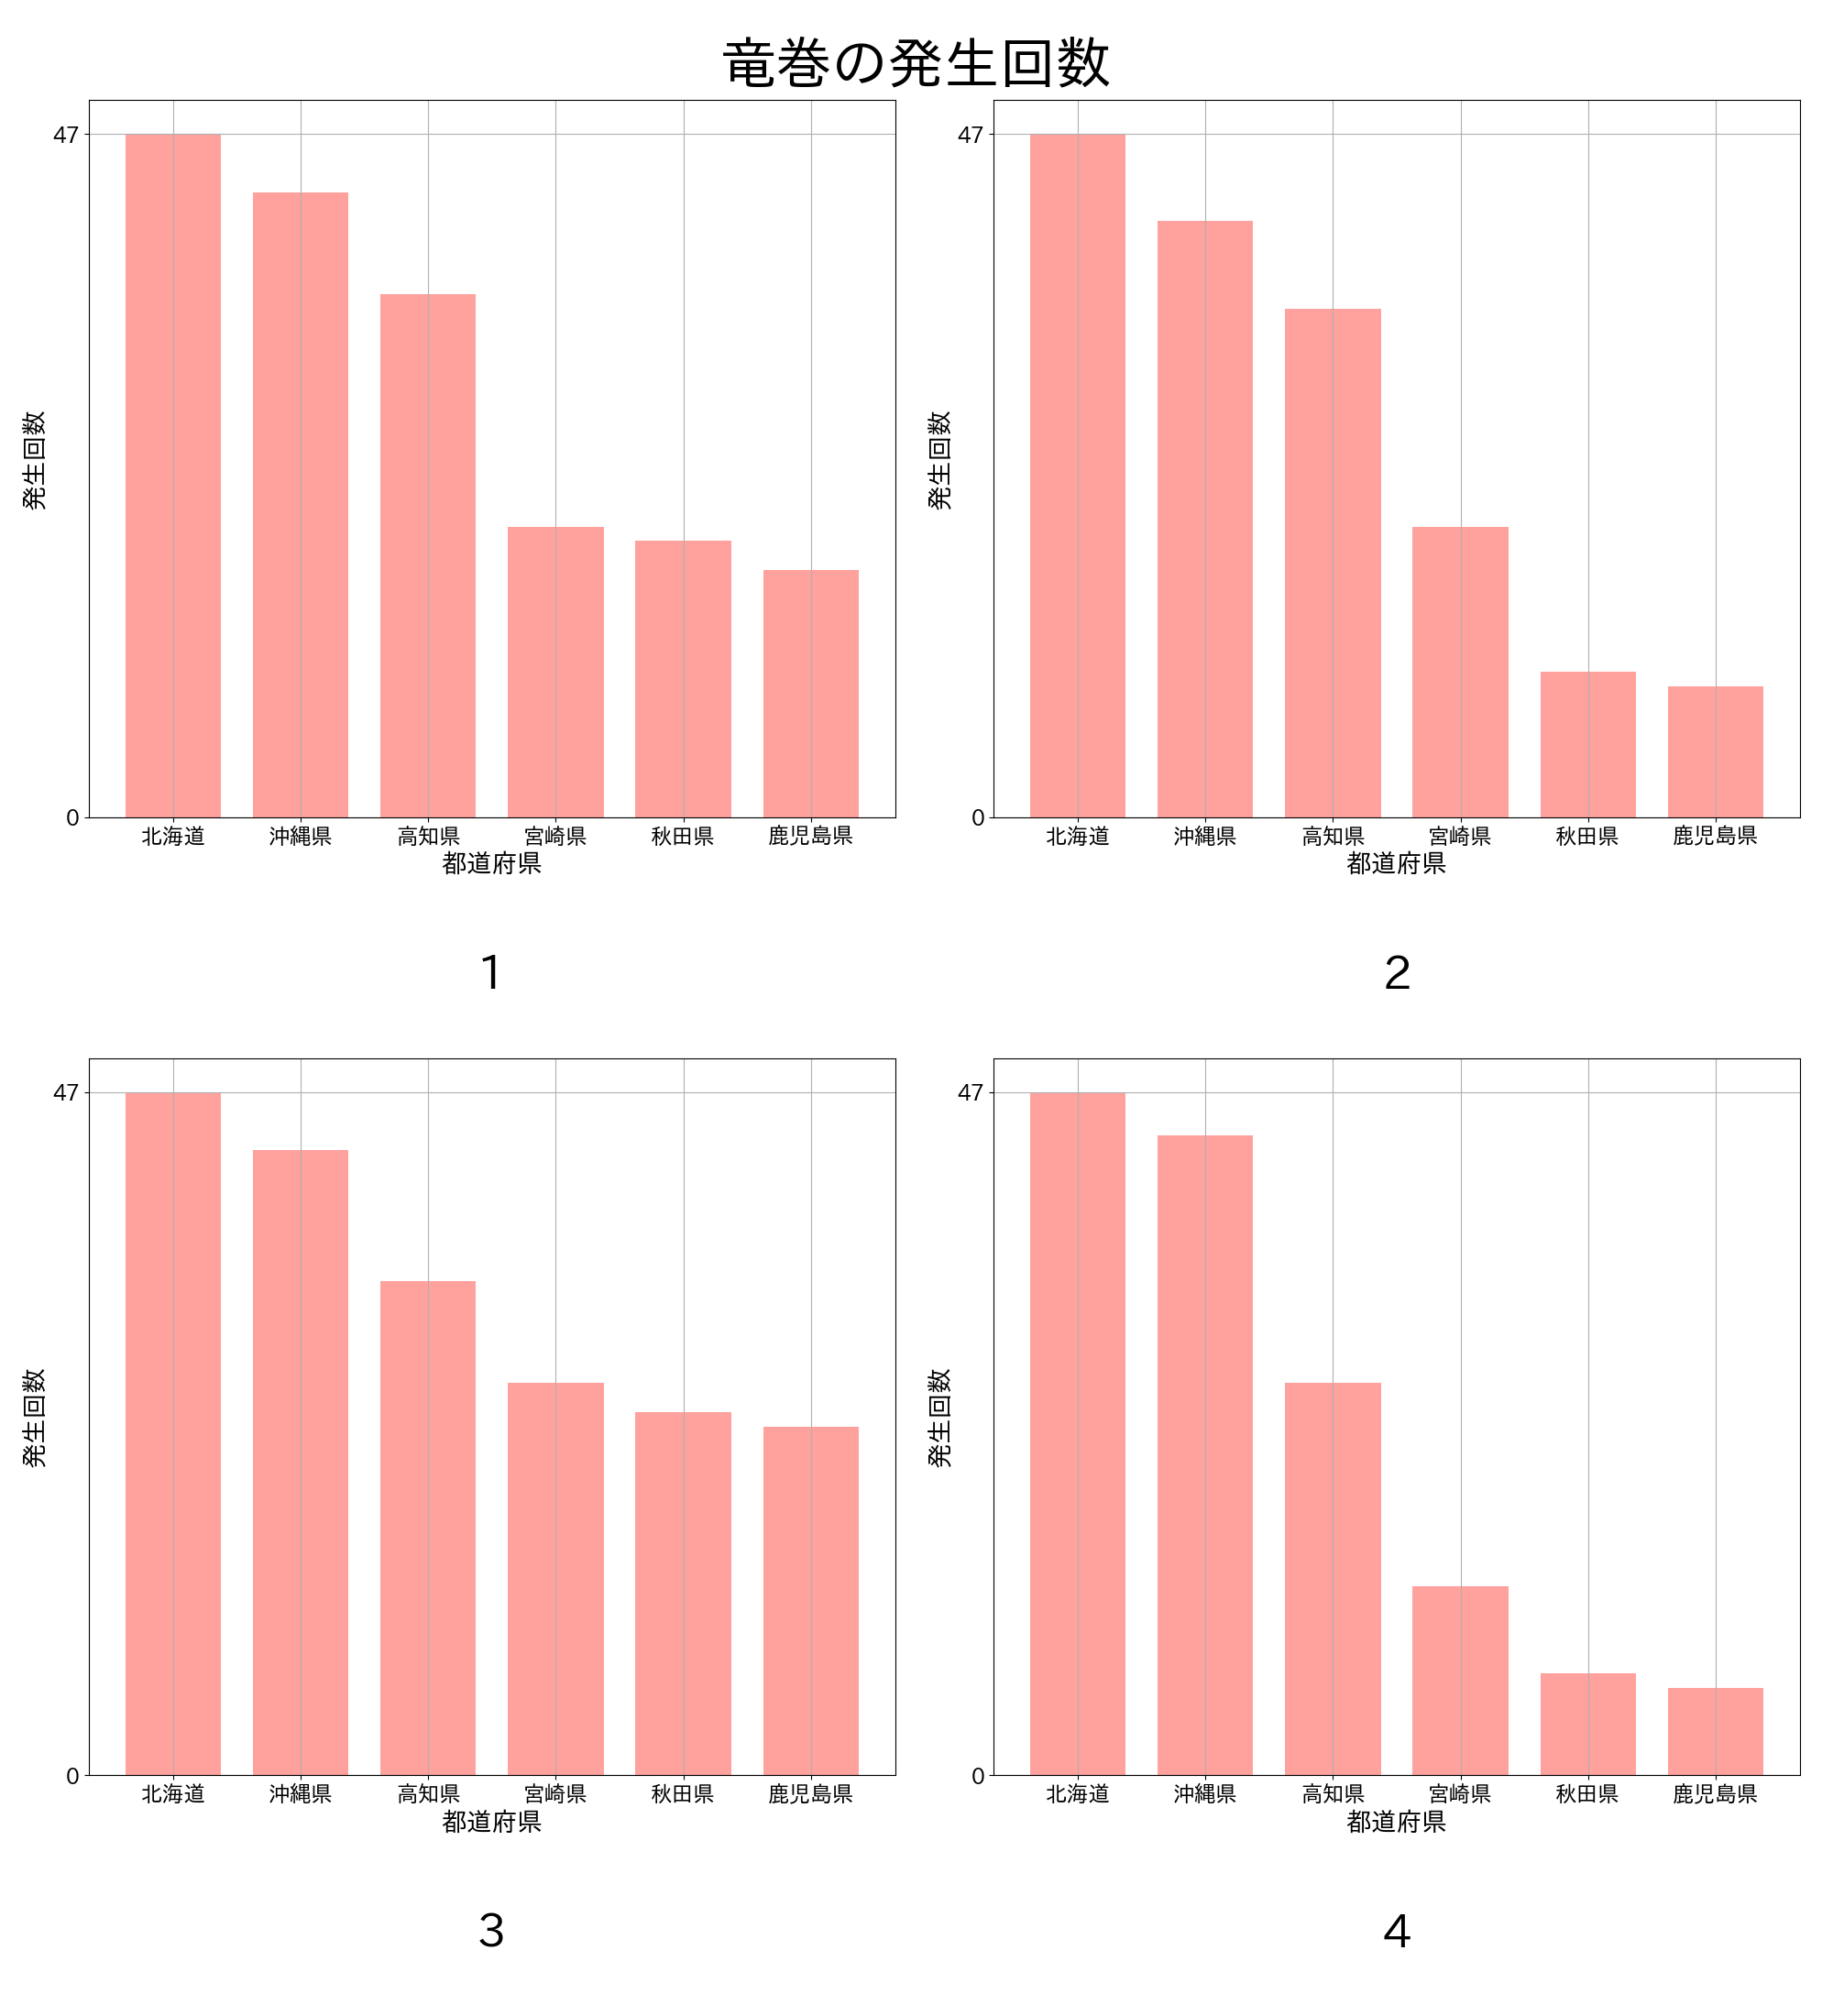 竜巻の発生回数
47
0
発生回数
北海道 沖縄県 高知県 宮崎県 秋田県 鹿児島県
都道府県
1
47
0
発生回数
北海道 沖縄県 高知県 宮崎県 秋田県 鹿児島県
都道府県
2
47
0
発生回数
北海道 沖縄県 高知県 宮崎県 秋田県 鹿児島県
都道府県
3
47
0
発生回数
北海道 沖縄県 高知県 宮崎県 秋田県 鹿児島県
都道府県
4